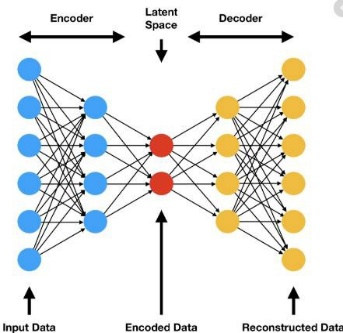 Encoder
Latent
Space
Decoder
Input Data
Encoded Data
Reconstructed Data